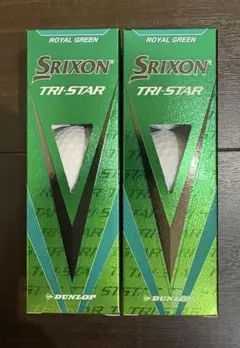 ROYAL GREEN
SRIXON
TRI-STAR
DUNLOP
ROYAL GREEN
SRIXON
TRI-STAR
DUNLOP